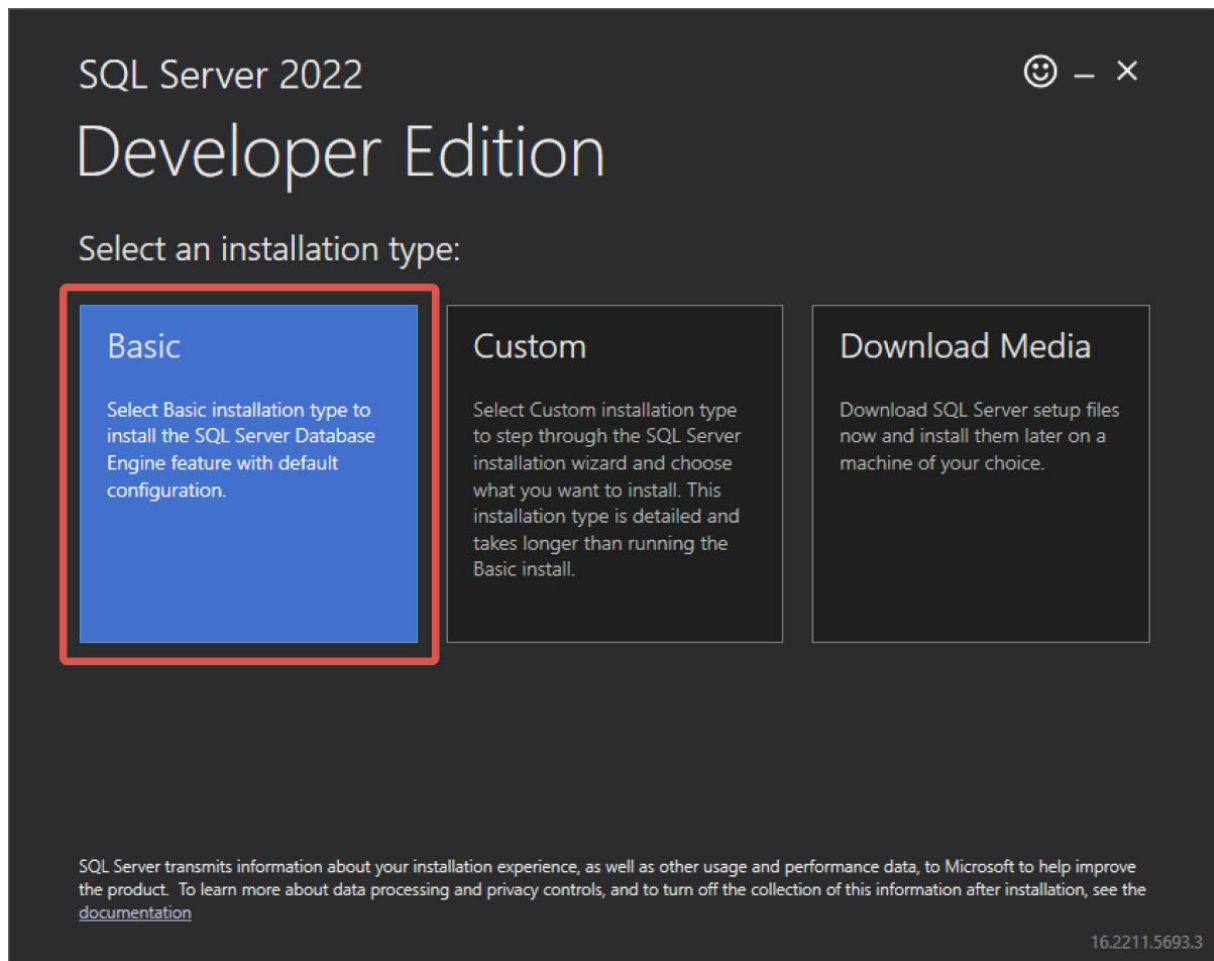 SQL Server 2022
Developer Edition
Select an installation type:
Basic
Select Basic installation type to
install the SQL Server Database
Engine feature with default
configuration.
Custom
Select Custom installation type
to step through the SQL Server
installation wizard and choose
what you want to install. This
installation type is detailed and
takes longer than running the
Basic install.
Download Media
Download SQL Server setup files
now and install them later on a
machine of your choice.
SQL Server transmits information about your installation experience, as well as other usage and performance data, to Microsoft to help improve
the product.  To learn more about data processing and privacy controls, and to turn off the collection of this information after installation, see the
documentation
16.2211.5693.3